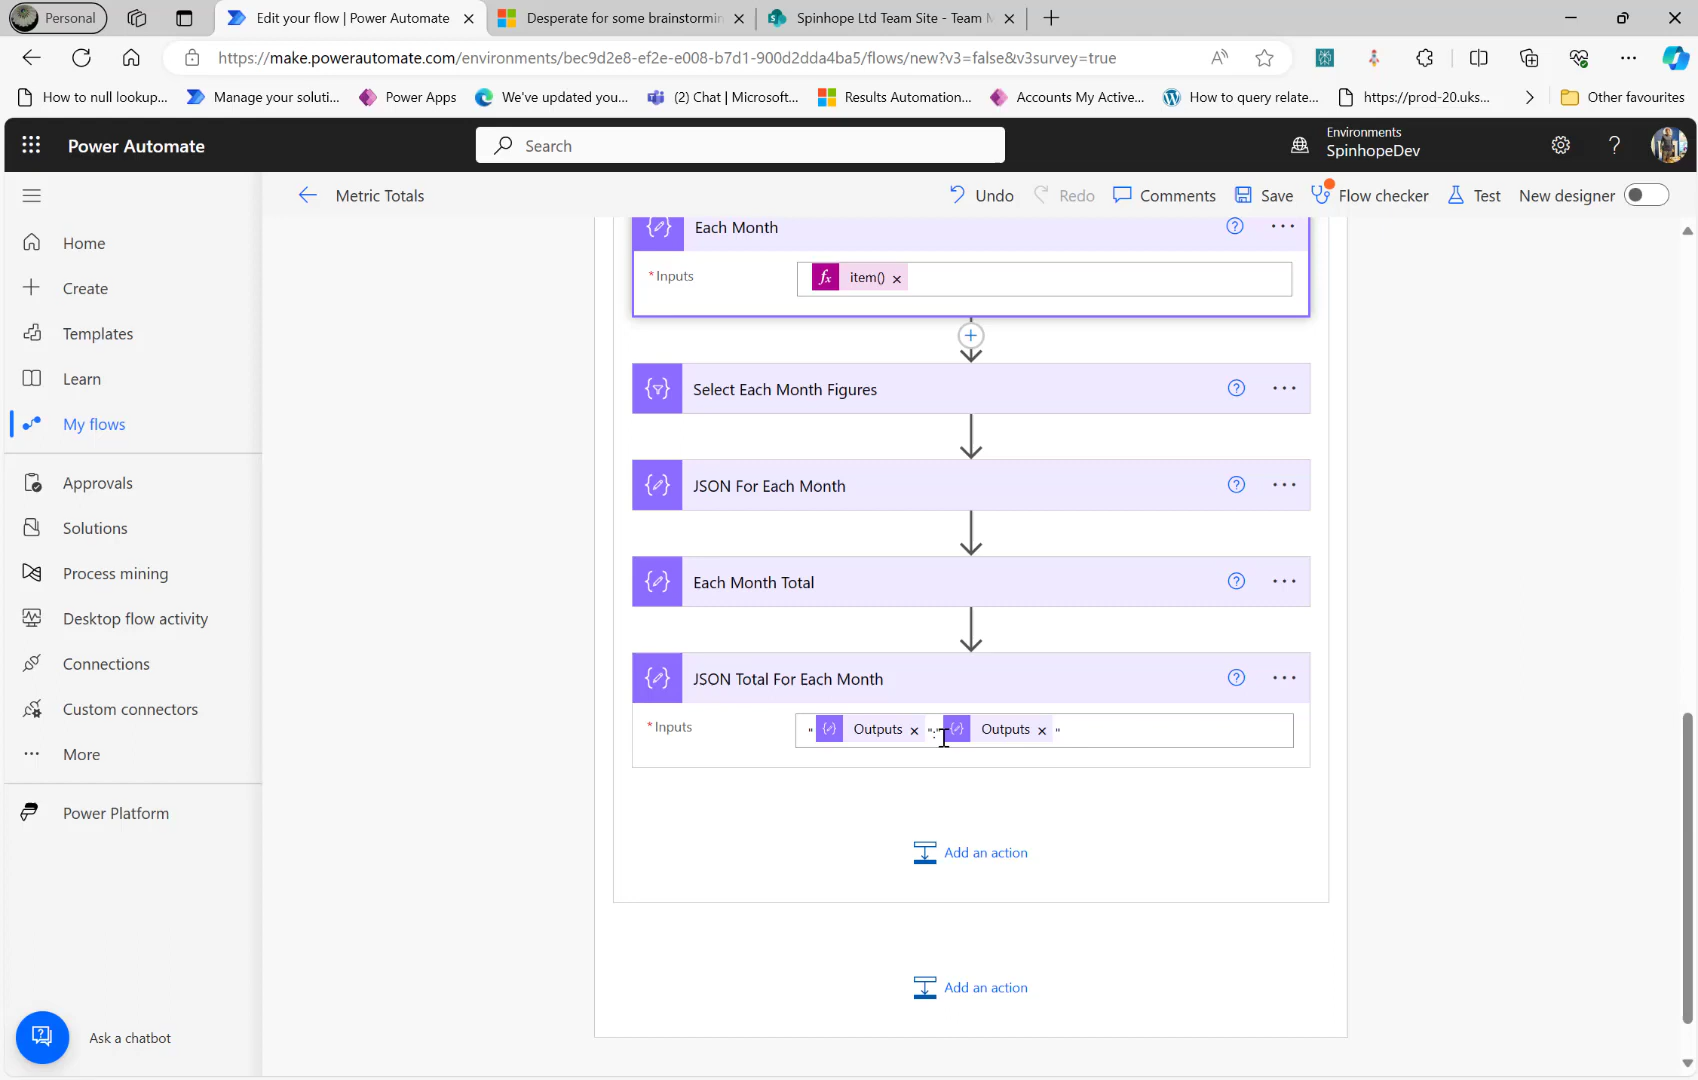 Personal
Edit your flow | Power Automate
Desperate for some brainstormin
Spinhope Ltd Team Site - Team M
https://make.powerautomate.com/environments/bec9d2e8-ef2e-e008-b7d1-900d2dda4ba5/flows/new?v3=false&v3survey=true
How to null lookup...
Manage your soluti...
Power Apps
We've updated you...
(2) Chat | Microsoft...
Results Automation...
Accounts My Active...
How to query relate...
https://prod-20.uks...
Other favourites
Power Automate
Search
Environments
SpinhopeDev
Metric Totals
Undo
Redo
Comments
Save
Flow checker
Test
New designer
Home
Create
Templates
Learn
My flows
Approvals
Solutions
Process mining
Desktop flow activity
Connections
Custom connectors
More
Power Platform
Ask a chatbot
Each Month
* Inputs
fx item() ×
Select Each Month Figures
JSON For Each Month
Each Month Total
JSON Total For Each Month
* Inputs
" Outputs × ":" Outputs × "
Add an action
Add an action